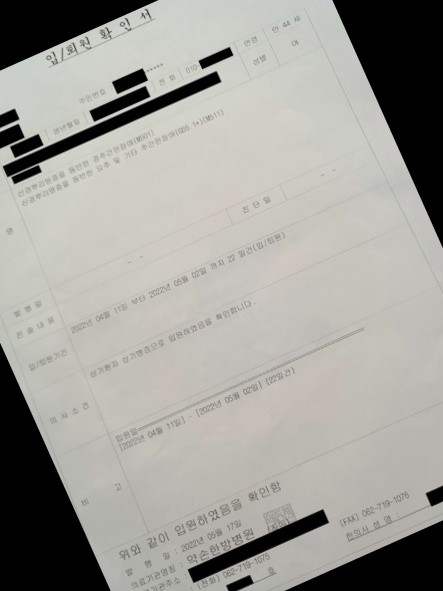 입/퇴원 확인서
주민번호 ***** 전 화 010- 연령 만 44 세
생년월일 성별 여
명
신경뿌리병증을 동반한 경추간판장애(M501)
신경뿌리병증을 동반한 요추 및 기타 추간판장애(G55.1*)(M511)
발 병 일 - - 진 단 일 - -
진 료 내 용
입/퇴원기간 2022년 04월 11일 부터 2022년 05월 02일 까지 22 일간(입/퇴원)
의 사 소 견 상기환자 상기병증으로 입원하였음을 확인합니다.
비 고
입원일
[2022년 04월 11일] - [2022년 05월 02일] (22일간)
위와 같이 입원하였음을 확인함
발 행 일 : 2022년 05월 17일
의료기관명칭 : 약손한방병원
의료기관주소 :
(전화) 062-719-1075 (FAX) 062-719-1076
호 한의사 성 명 :